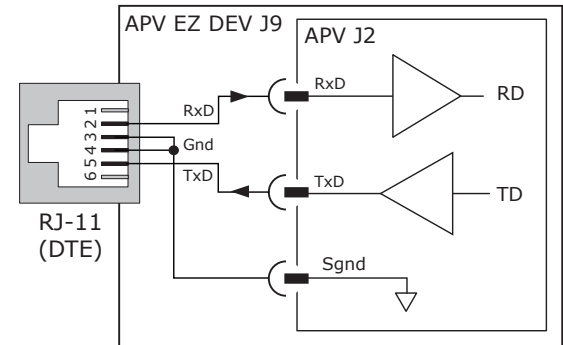 APV EZ DEV J9
APV J2
1
2
3
4
5
6
RxD
Gnd
TxD
RJ-11
(DTE)
RxD
RD
TxD
TD
Sgnd